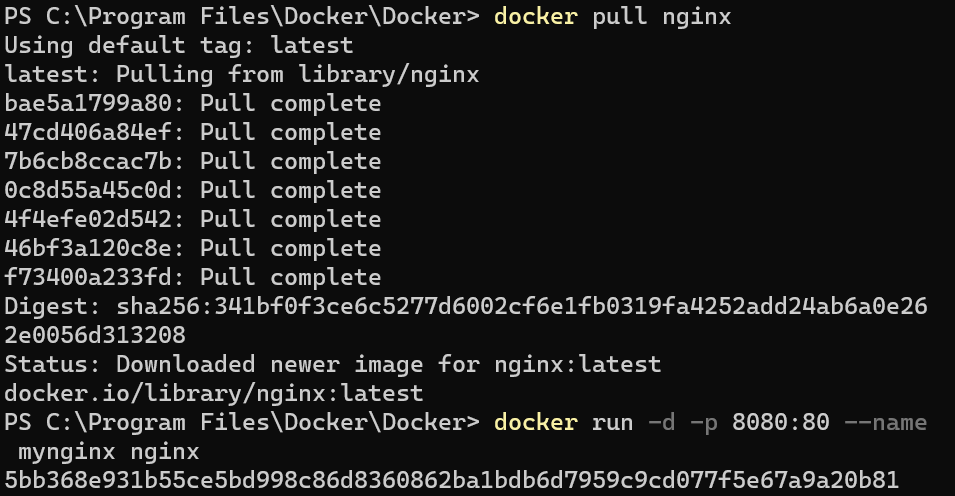 PS C:\Program Files\Docker\Docker> docker pull nginx
Using default tag: latest
latest: Pulling from library/nginx
bae5a1799a80: Pull complete
47cd406a84ef: Pull complete
7b6cb8ccac7b: Pull complete
0c8d55a45c0d: Pull complete
4f4efe02d542: Pull complete
46bf3a120c8e: Pull complete
f73400a233fd: Pull complete
Digest: sha256:341bf0f3ce6c5277d6002cf6e1fb0319fa4252add24ab6a0e26
2e0056d313208
Status: Downloaded newer image for nginx:latest
docker.io/library/nginx:latest
PS C:\Program Files\Docker\Docker> docker run -d -p 8080:80 --name
 mynginx nginx
5bb368e931b55ce5bd998c86d8360862ba1bdb6d7959c9cd077f5e67a9a20b81